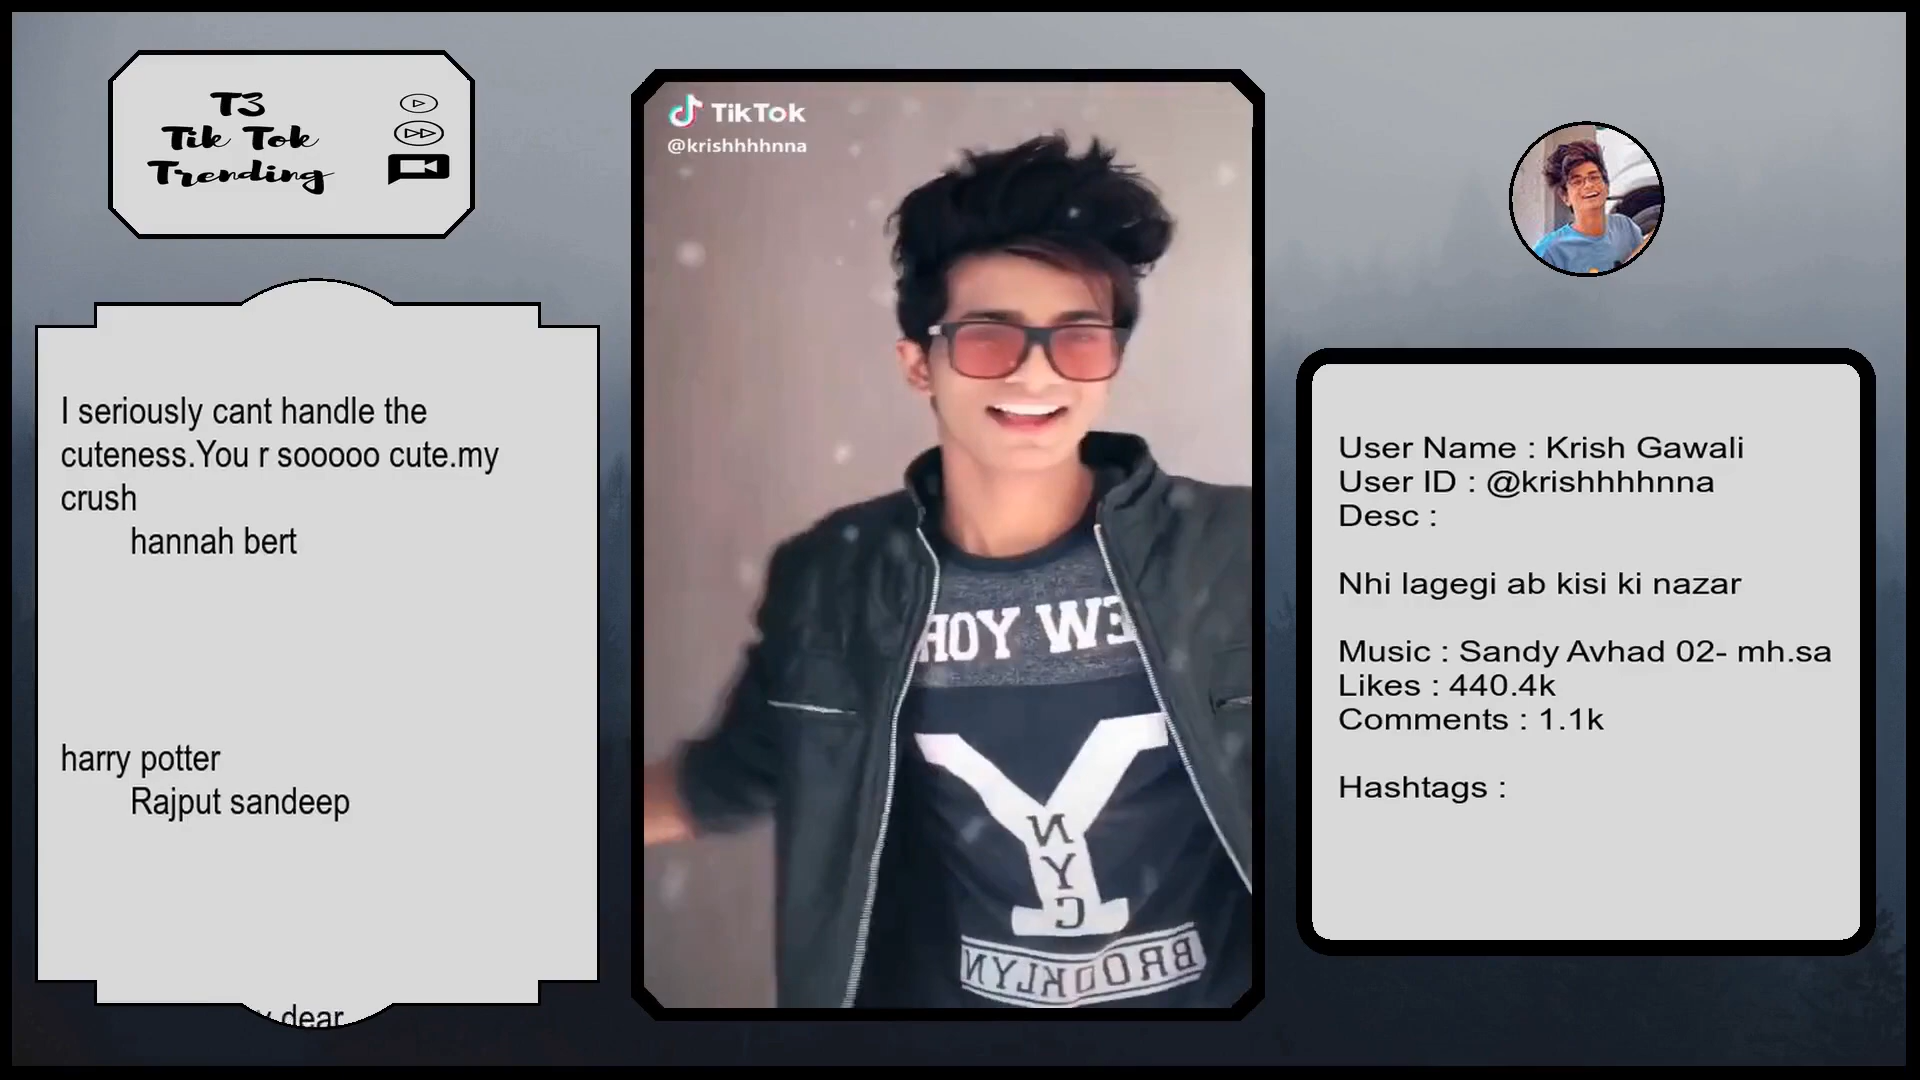 T3
Tik Tok
Trending
I seriously cant handle the
cuteness.You r sooooo cute.my
crush
hannah bert
harry potter
Rajput sandeep
dear
TikTok
@krishhhhnna
NEW YOR
NYC
BROOKLYN
User Name : Krish Gawali
User ID : @krishhhhnna
Desc :
Nhi lagegi ab kisi ki nazar
Music : Sandy Avhad 02- mh.sa
Likes : 440.4k
Comments : 1.1k
Hashtags :